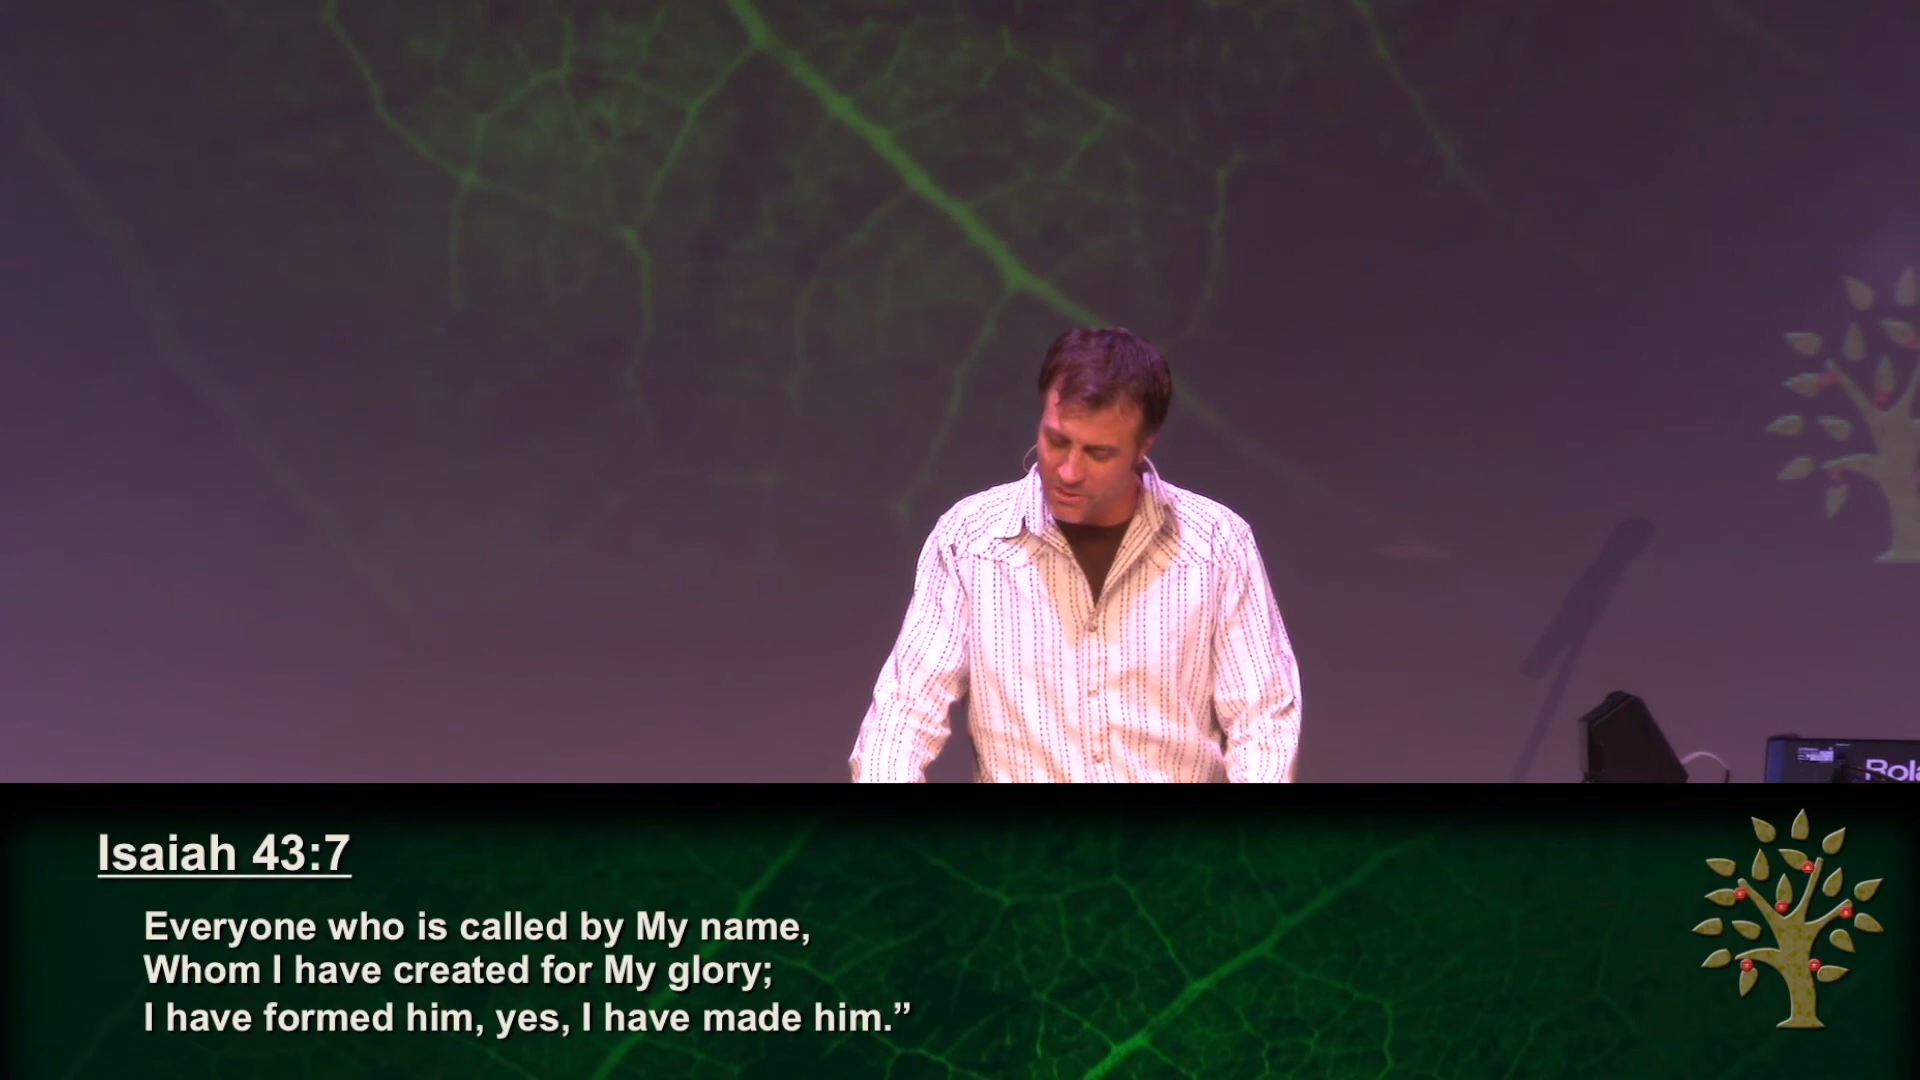 Isaiah 43:7
Everyone who is called by My name,
Whom I have created for My glory;
I have formed him, yes, I have made him.”